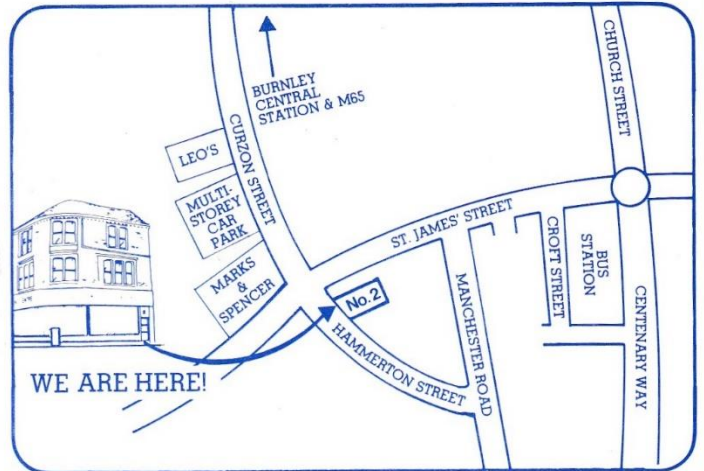 BURNLEY
CENTRAL
STATION & M65
CHURCH STREET
CURZON STREET
LEO'S
MULTI-
STOREY
CAR
PARK
MARKS
&
SPENCER
ST. JAMES' STREET
No.2
HAMMERTON STREET
MANCHESTER ROAD
CROFT STREET
BUS
STATION
CENTENARY WAY
WE ARE HERE!